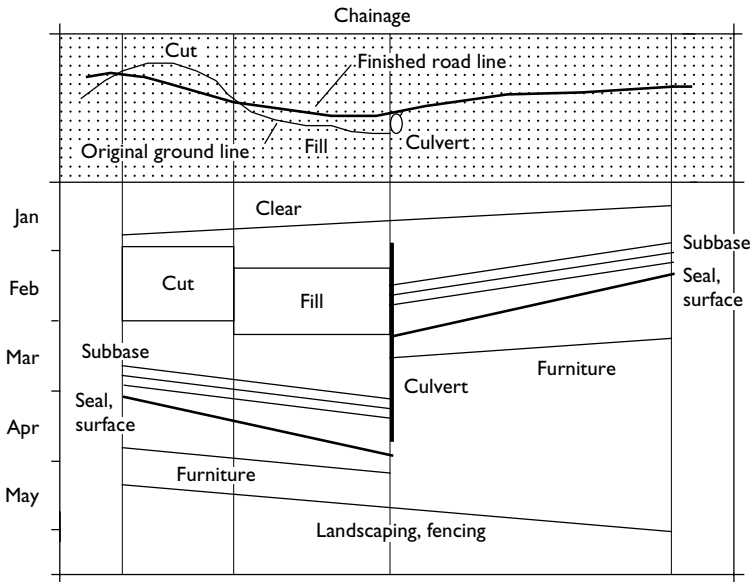 Chainage
Cut
Finished road line
Original ground line
Fill
Culvert
Jan
Clear
Subbase
Feb
Cut
Fill
Seal,
surface
Mar
Subbase
Furniture
Culvert
Seal,
surface
Apr
Furniture
May
Landscaping, fencing